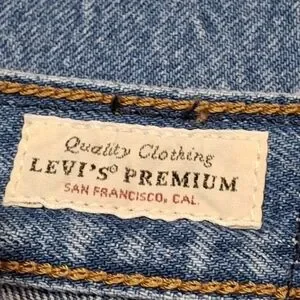 Quality Clothing
LEVI'S® PREMIUM
SAN FRANCISCO, CAL.